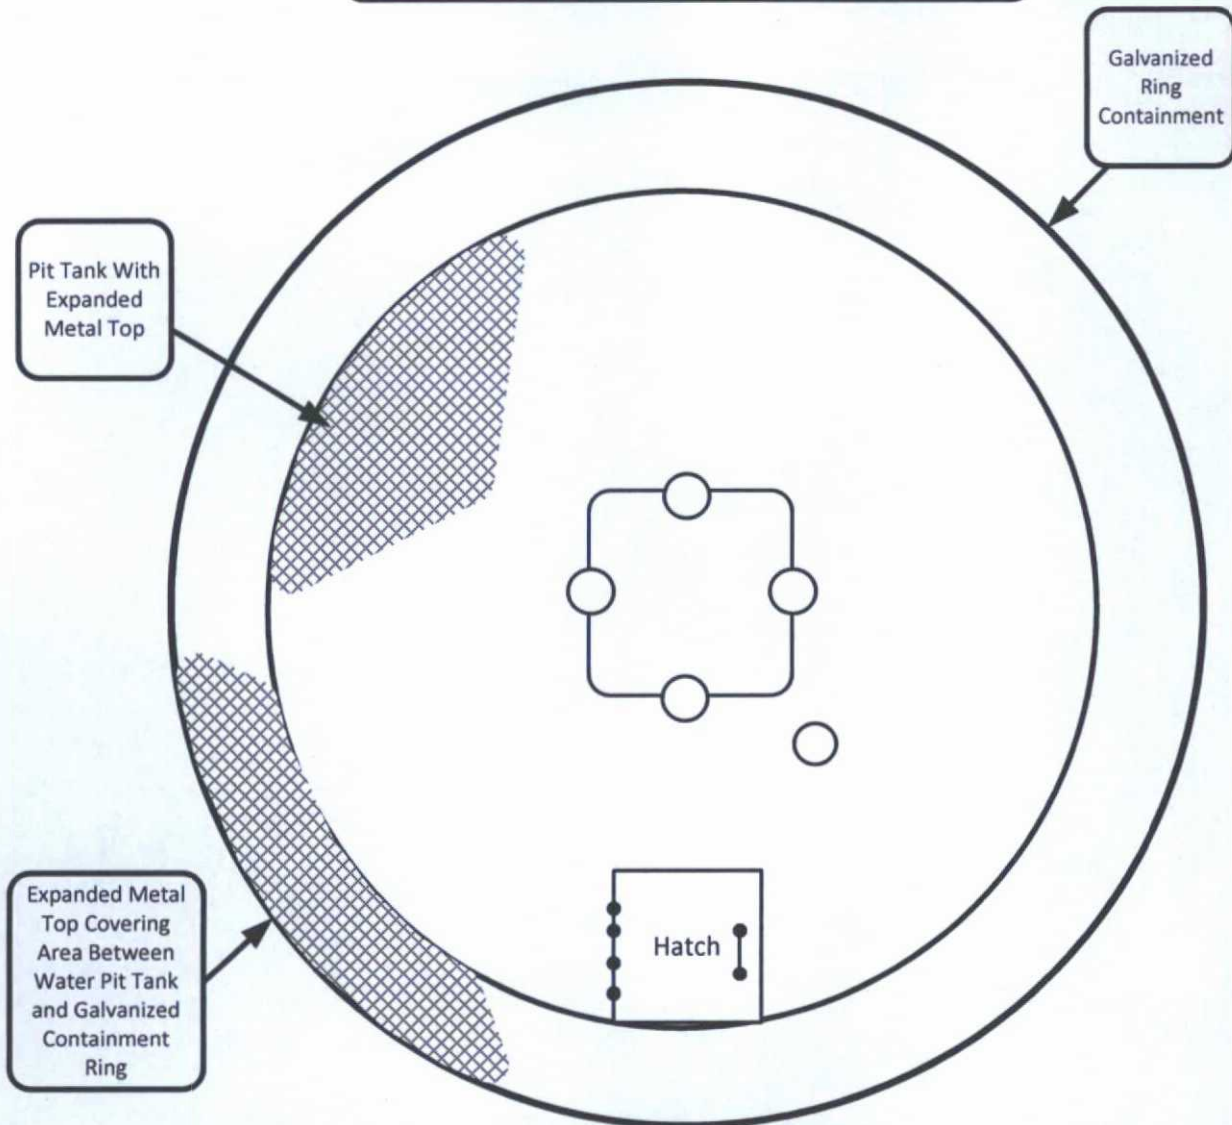 Galvanized
Ring
Containment
Pit Tank With
Expanded
Metal Top
Expanded Metal
Top Covering
Area Between
Water Pit Tank
and Galvanized
Containment
Ring
Hatch